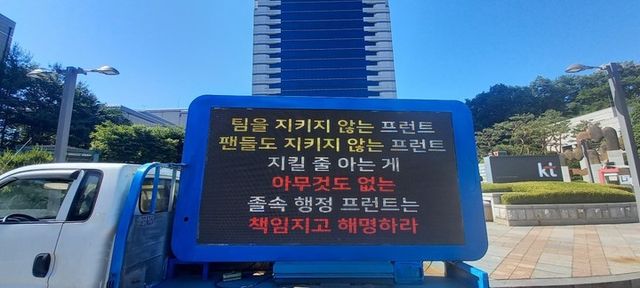 팀을 지키지 않는 프런트
팬들도 지키지 않는 프런트
지킬 줄 아는 게
아무것도 없는
졸속 행정 프런트는
책임지고 해명하라
kt